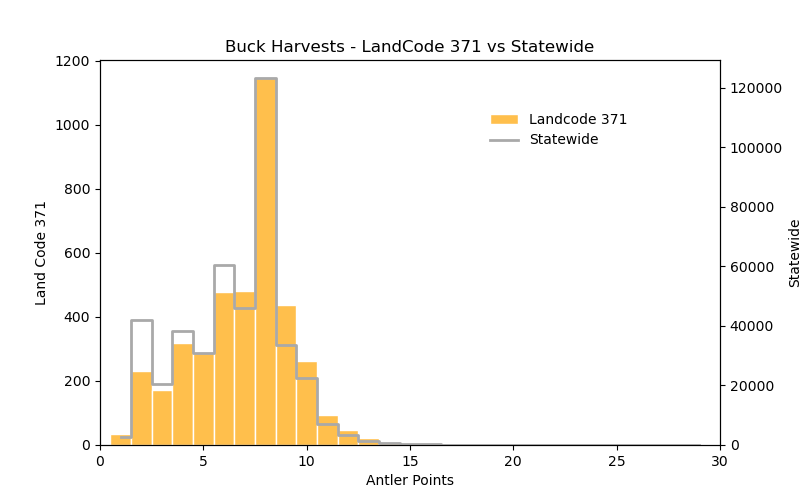 Buck Harvests - LandCode 371 vs Statewide
1200
1000
800
600
400
200
0
Land Code 371
Landcode 371
Statewide
120000
100000
80000
60000
40000
20000
0
Statewide
0 5 10 15 20 25 30
Antler Points